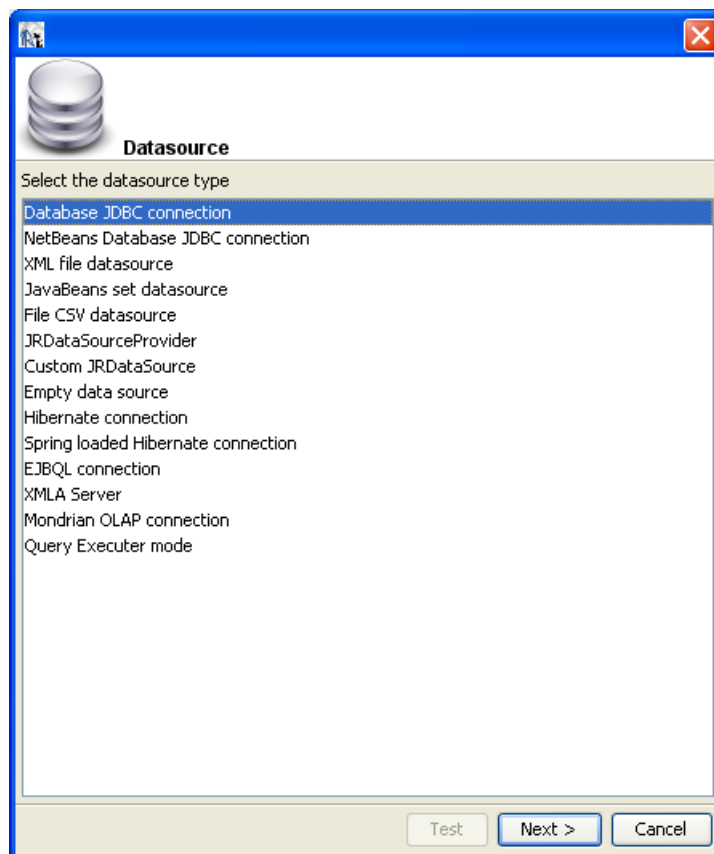 Datasource
Select the datasource type
Database JDBC connection
NetBeans Database JDBC connection
XML file datasource
JavaBeans set datasource
File CSV datasource
JRDataSourceProvider
Custom JRDataSource
Empty data source
Hibernate connection
Spring loaded Hibernate connection
EJBQL connection
XMLA Server
Mondrian OLAP connection
Query Executer mode
Test Next > Cancel